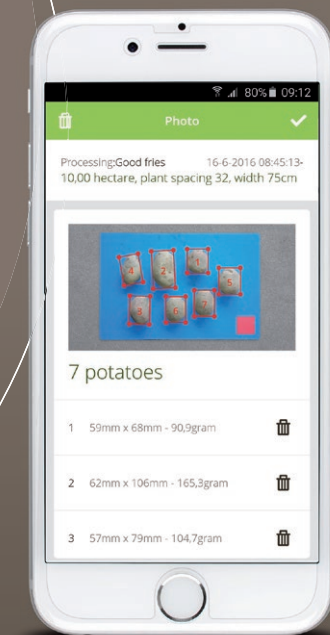 80% 09:12
Photo
Processing:Good fries 16-6-2016 08:45:13-
10,00 hectare, plant spacing 32, width 75cm
4 2 1 5
6 7
7 potatoes
1 59mm x 68mm - 90,9gram
2 62mm x 106mm - 165,3gram
3 57mm x 79mm - 104,7gram